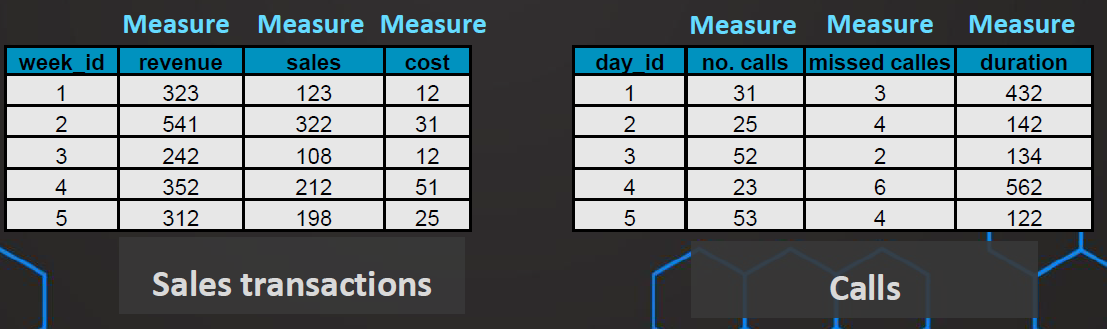 Measure Measure Measure
week_id revenue sales cost
1 323 123 12
2 541 322 31
3 242 108 12
4 352 212 51
5 312 198 25
Sales transactions
Measure Measure Measure
day_id no. calls missed calles duration
1 31 3 432
2 25 4 142
3 52 2 134
4 23 6 562
5 53 4 122
Calls